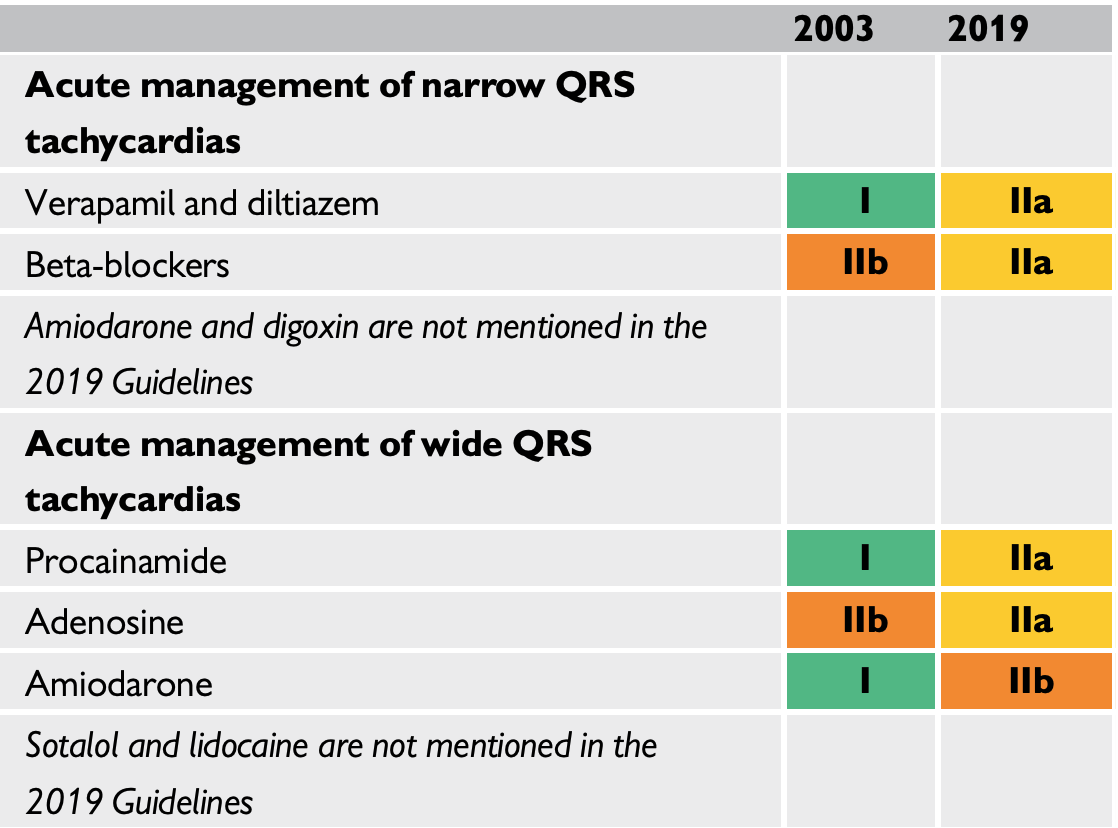 2003 2019
Acute management of narrow QRS
tachycardias
Verapamil and diltiazem I IIa
Beta-blockers IIb IIa
Amiodarone and digoxin are not mentioned in the
2019 Guidelines
Acute management of wide QRS
tachycardias
Procainamide I IIa
Adenosine IIb IIa
Amiodarone I IIb
Sotalol and lidocaine are not mentioned in the
2019 Guidelines